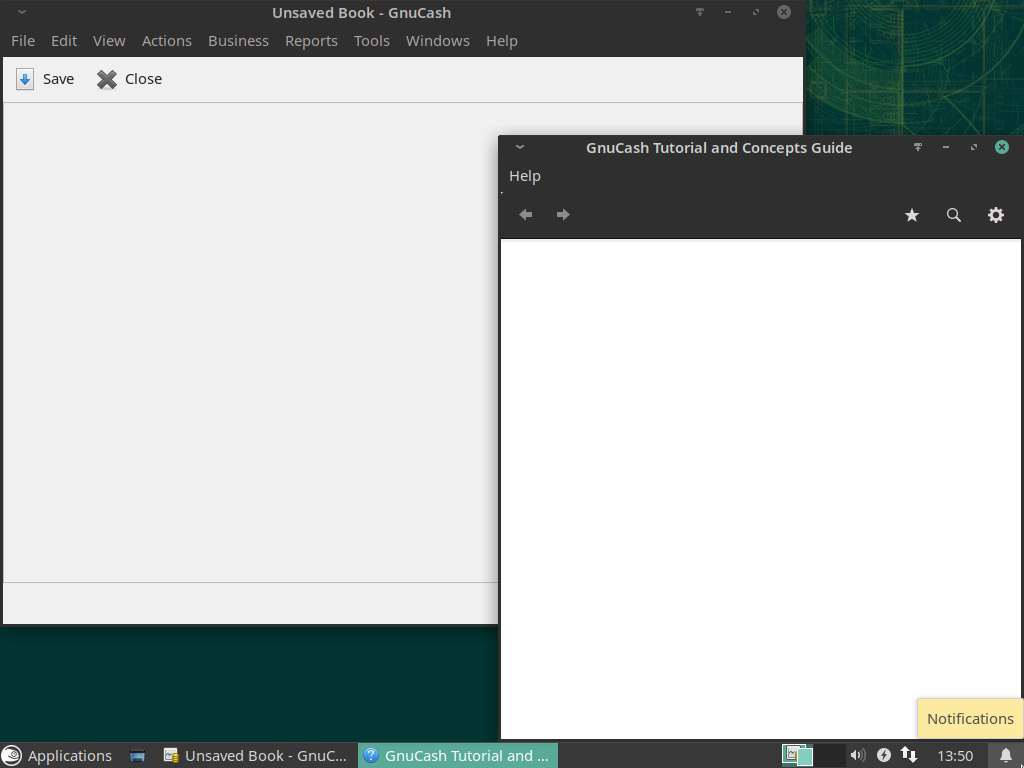 Unsaved Book - GnuCash
File Edit View Actions Business Reports Tools Windows Help
Save Close
GnuCash Tutorial and Concepts Guide
Help
Notifications
Applications Unsaved Book - GnuC... GnuCash Tutorial and ... 13:50